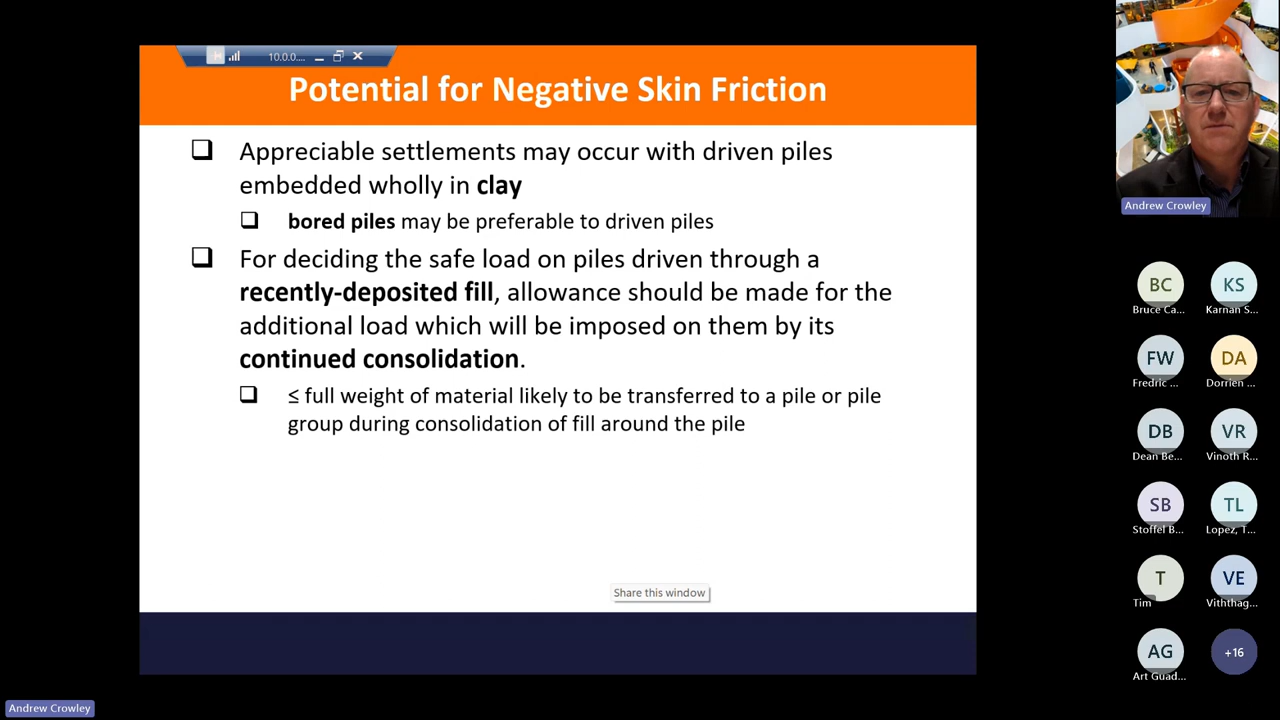 10.0.0....
Potential for Negative Skin Friction
Appreciable settlements may occur with driven piles
embedded wholly in clay
bored piles may be preferable to driven piles
For deciding the safe load on piles driven through a
recently-deposited fill, allowance should be made for the
additional load which will be imposed on them by its
continued consolidation.
≤ full weight of material likely to be transferred to a pile or pile
group during consolidation of fill around the pile
Share this window
Andrew Crowley
Andrew Crowley
BC
KS
Bruce Ca...
Karnan S...
FW
DA
Fredric ...
Dorrien ...
DB
VR
Dean Be...
Vinoth R...
SB
TL
Stoffel B...
Lopez, T...
T
VE
Tim
Viththag...
AG
+16
Art Guad...